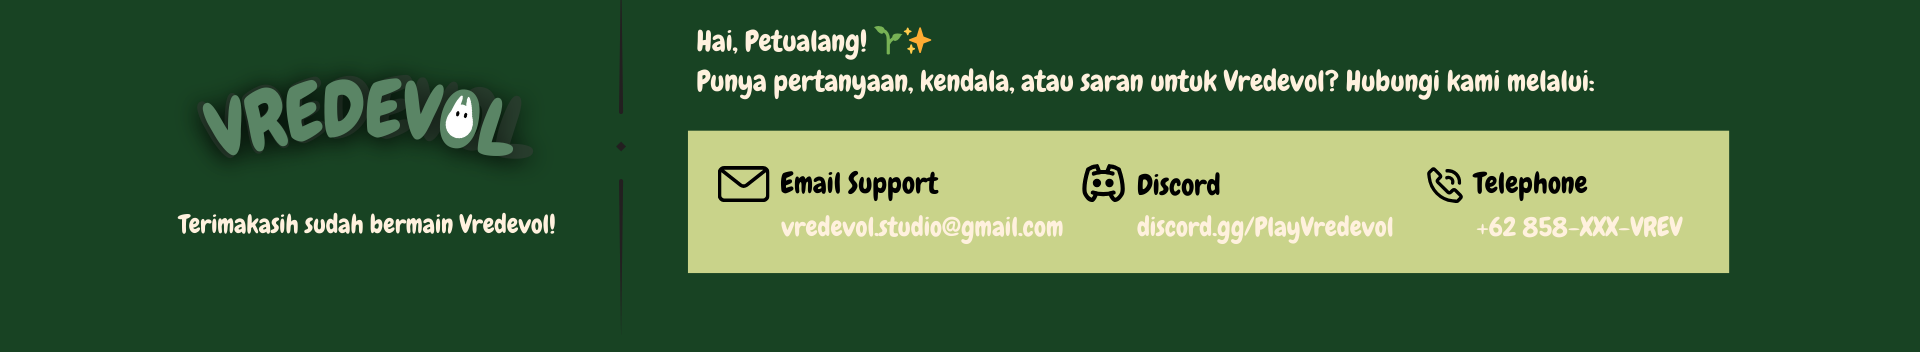 VREDEVOL
Terimakasih sudah bermain Vredevol!
Hai, Petualang! 🌱✨
Punya pertanyaan, kendala, atau saran untuk Vredevol? Hubungi kami melalui:
Email Support
vredevol.studio@gmail.com
Discord
discord.gg/PlayVredevol
Telephone
+62 858-XXX-VREV